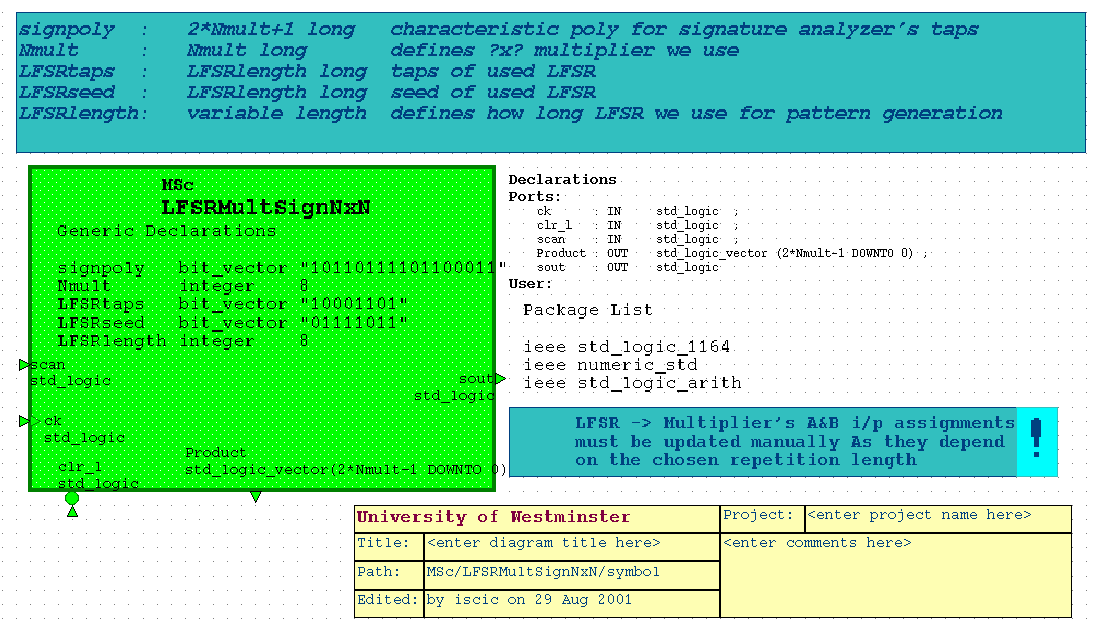 signpoly : 2*Nmult+1 long characteristic poly for signature analyzer's taps
Nmult : Nmult long defines ?x? multiplier we use
LFSRtaps : LFSRlength long taps of used LFSR
LFSRseed : LFSRlength long seed of used LFSR
LFSRlength: variable length defines how long LFSR we use for pattern generation
MSc
LFSRMultSignNxN
Generic Declarations
signpoly bit_vector "10110111101100011"
Nmult integer 8
LFSRtaps bit_vector "10001101"
LFSRseed bit_vector "01111011"
LFSRlength integer 8
scan
std_logic
sout
std_logic
ck
std_logic
Product
std_logic_vector(2*Nmult-1 DOWNTO 0)
clr_l
std_logic
Declarations
Ports:
ck : IN std_logic ;
clr_l : IN std_logic ;
scan : IN std_logic ;
Product : OUT std_logic_vector (2*Nmult-1 DOWNTO 0) ;
sout : OUT std_logic
User:
Package List
ieee std_logic_1164
ieee numeric_std
ieee std_logic_arith
LFSR -> Multiplier's A&B i/p assignments
must be updated manually As they depend
on the chosen repetition length
!
University of Westminster
Project: <enter project name here>
Title: <enter diagram title here>
<enter comments here>
Path: MSc/LFSRMultSignNxN/symbol
Edited: by iscic on 29 Aug 2001